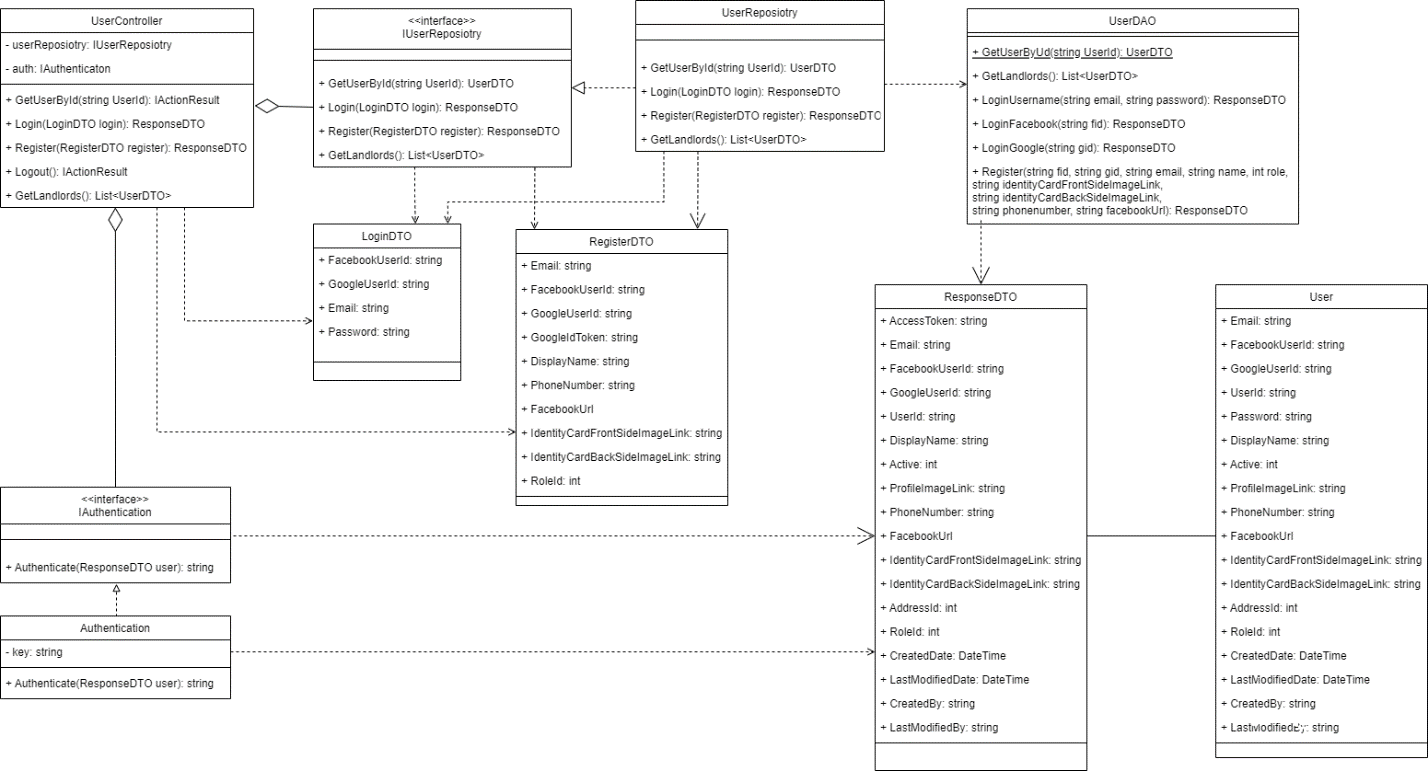 UserController
- userReposiotry: IUserReposiotry
- auth: IAuthenticaton
+ GetUserById(string UserId): IActionResult
+ Login(LoginDTO login): ResponseDTO
+ Register(RegisterDTO register): ResponseDTO
+ Logout(): IActionResult
+ GetLandlords(): List<UserDTO>
<<interface>>
IUserReposiotry
+ GetUserById(string UserId): UserDTO
+ Login(LoginDTO login): ResponseDTO
+ Register(RegisterDTO register): ResponseDTO
+ GetLandlords(): List<UserDTO>
UserReposiotry
+ GetUserById(string UserId): UserDTO
+ Login(LoginDTO login): ResponseDTO
+ Register(RegisterDTO register): ResponseDTO
+ GetLandlords(): List<UserDTO>
UserDAO
+ GetUserByUd(string UserId): UserDTO
+ GetLandlords(): List<UserDTO>
+ LoginUsername(string email, string password): ResponseDTO
+ LoginFacebook(string fid): ResponseDTO
+ LoginGoogle(string gid): ResponseDTO
+ Register(string fid, string gid, string email, string name, int role,
string identityCardFrontSideImageLink,
string identityCardBackSideImageLink,
string phonenumber, string facebookUrl): ResponseDTO
LoginDTO
+ FacebookUserId: string
+ GoogleUserId: string
+ Email: string
+ Password: string
RegisterDTO
+ Email: string
+ FacebookUserId: string
+ GoogleUserId: string
+ GoogleIdToken: string
+ DisplayName: string
+ PhoneNumber: string
+ FacebookUrl
+ IdentityCardFrontSideImageLink: string
+ IdentityCardBackSideImageLink: string
+ RoleId: int
ResponseDTO
+ AccessToken: string
+ Email: string
+ FacebookUserId: string
+ GoogleUserId: string
+ UserId: string
+ DisplayName: string
+ Active: int
+ ProfileImageLink: string
+ PhoneNumber: string
+ FacebookUrl
+ IdentityCardFrontSideImageLink: string
+ IdentityCardBackSideImageLink: string
+ AddressId: int
+ RoleId: int
+ CreatedDate: DateTime
+ LastModifiedDate: DateTime
+ CreatedBy: string
+ LastModifiedBy: string
User
+ Email: string
+ FacebookUserId: string
+ GoogleUserId: string
+ UserId: string
+ Password: string
+ DisplayName: string
+ Active: int
+ ProfileImageLink: string
+ PhoneNumber: string
+ FacebookUrl
+ IdentityCardFrontSideImageLink: string
+ IdentityCardBackSideImageLink: string
+ AddressId: int
+ RoleId: int
+ CreatedDate: DateTime
+ LastModifiedDate: DateTime
+ CreatedBy: string
+ LastModifiedBy: string
<<interface>>
IAuthentication
+ Authenticate(ResponseDTO user): string
Authentication
- key: string
+ Authenticate(ResponseDTO user): string